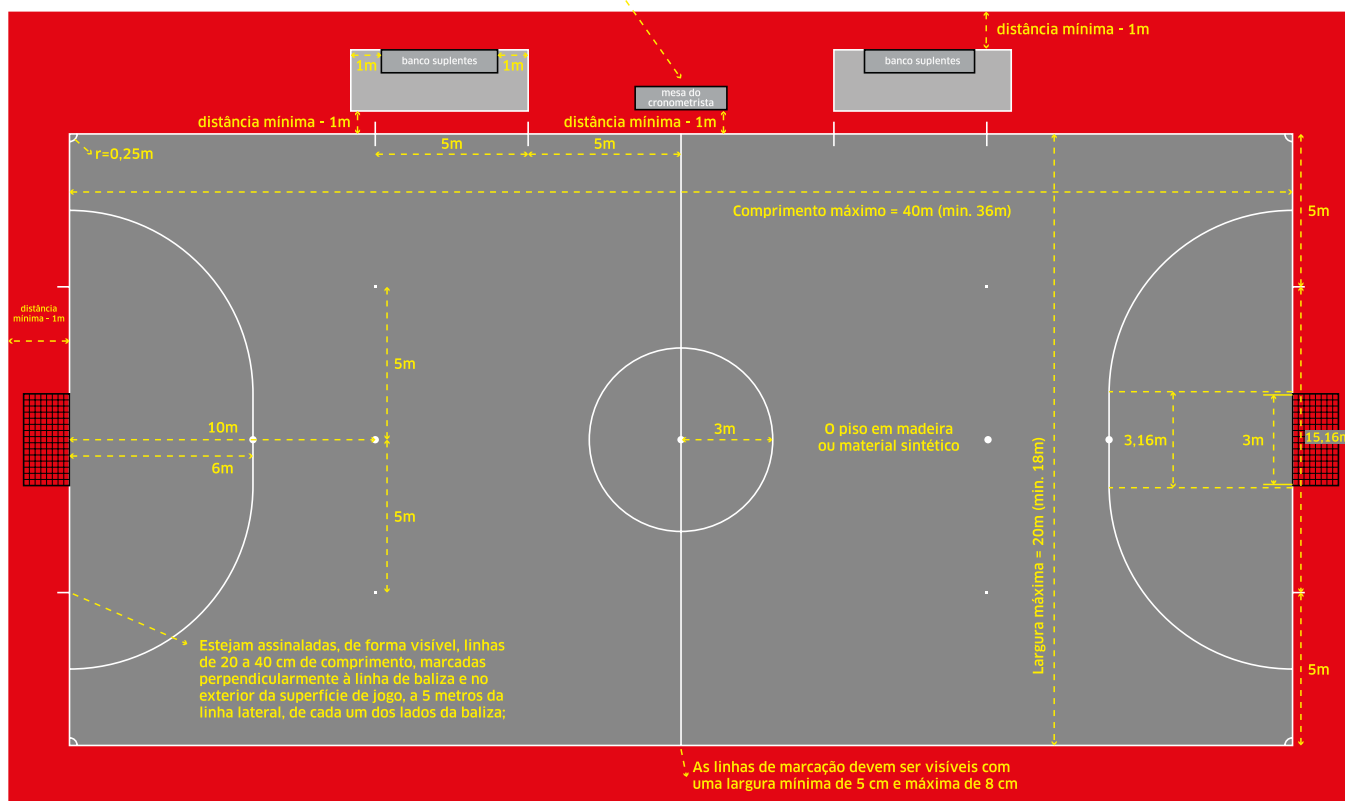 distância mínima - 1m
banco suplentes
1m
1m
banco suplentes
mesa do
cronometrista
distância mínima - 1m
distância mínima - 1m
5m
5m
r=0,25m
Comprimento máximo = 40m (min. 36m)
5m
distância
mínima - 1m
5m
10m
6m
3m
O piso em madeira
ou material sintético
3,16m
3m
15,16m
Largura máxima = 20m (min. 18m)
5m
5m
Estejam assinaladas, de forma visível, linhas
de 20 a 40 cm de comprimento, marcadas
perpendicularmente à linha de baliza e no
exterior da superfície de jogo, a 5 metros da
linha lateral, de cada um dos lados da baliza;
As linhas de marcação devem ser visíveis com
uma largura mínima de 5 cm e máxima de 8 cm